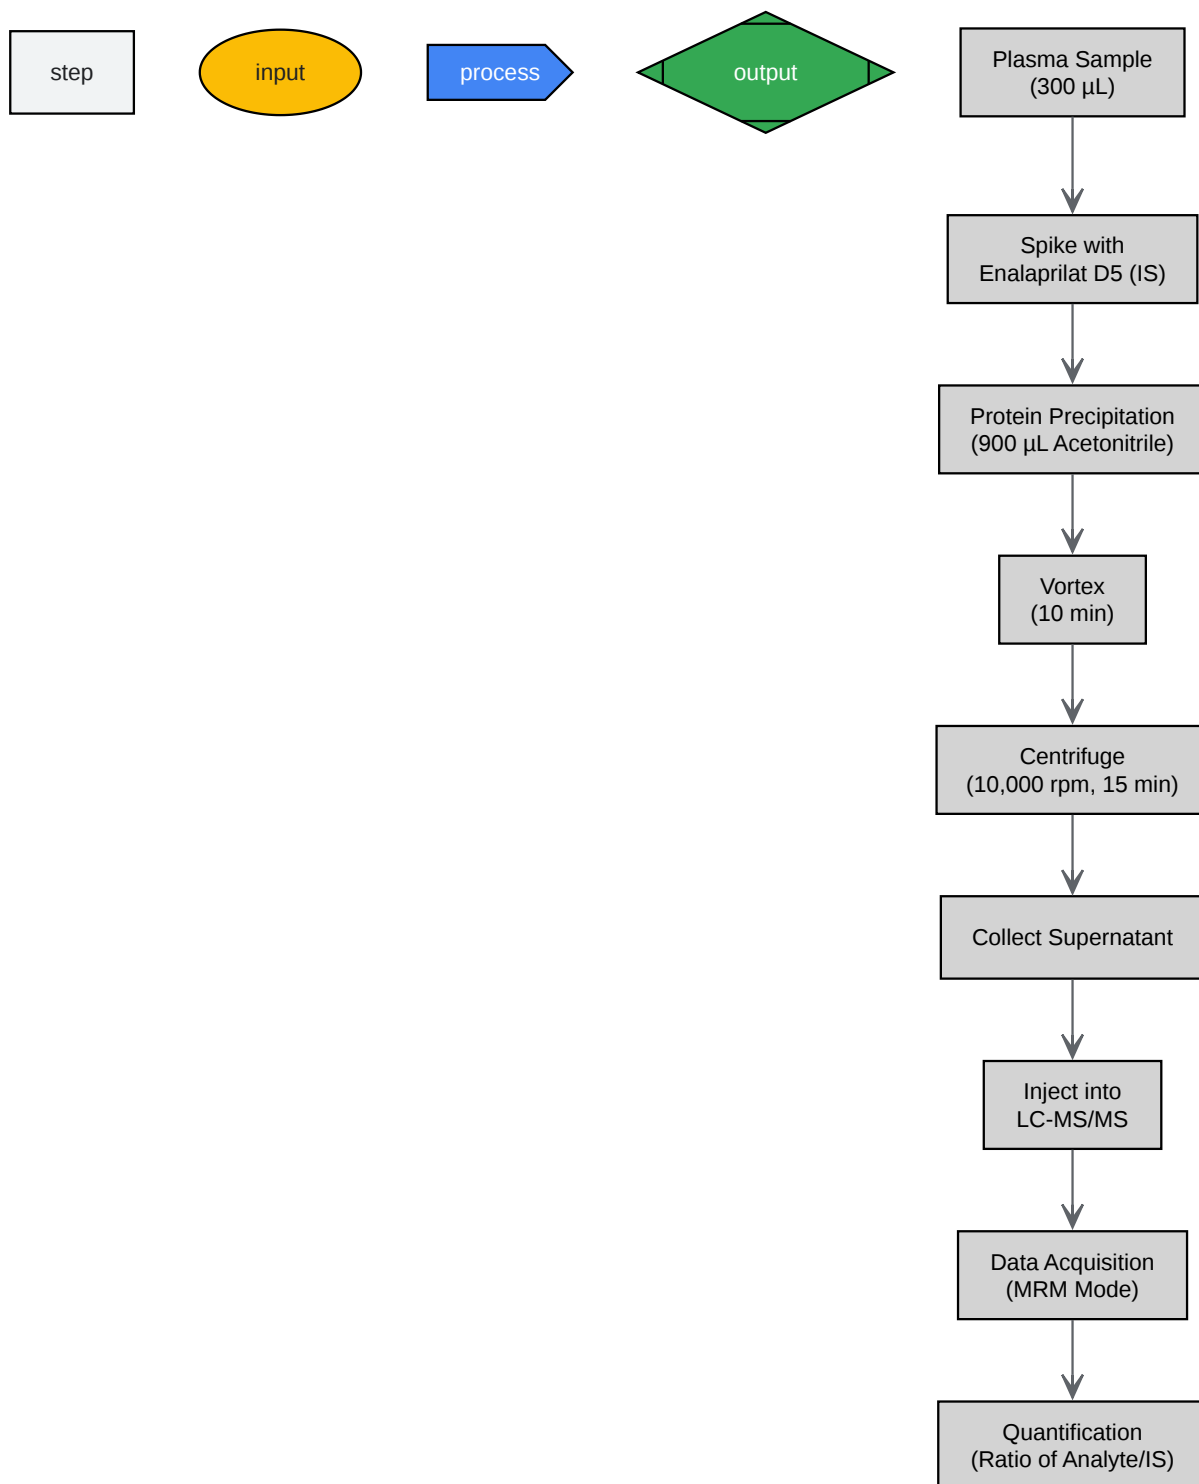 step
input
process
output
Plasma Sample
(300 µL)
Spike with
Enalaprilat D5 (IS)
Protein Precipitation
(900 µL Acetonitrile)
Vortex
(10 min)
Centrifuge
(10,000 rpm, 15 min)
Collect Supernatant
Inject into
LC-MS/MS
Data Acquisition
(MRM Mode)
Quantification
(Ratio of Analyte/IS)